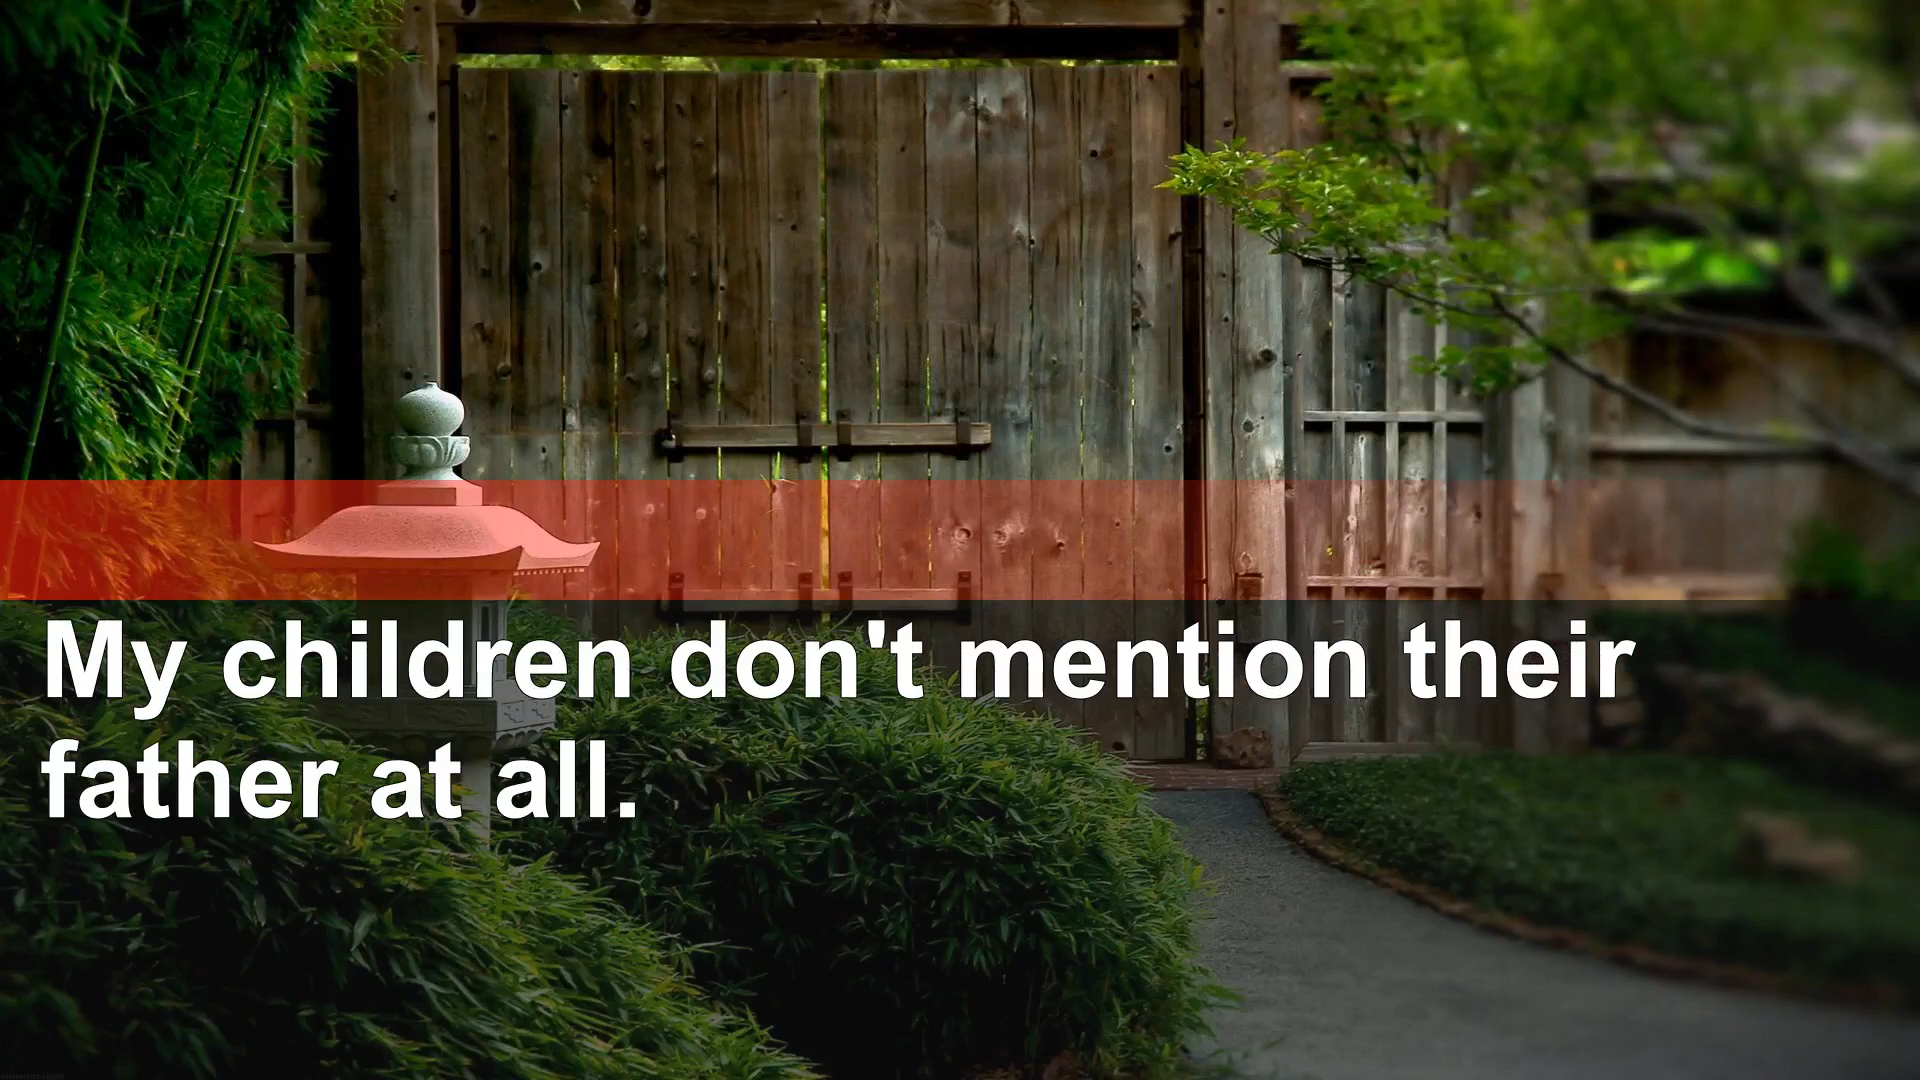 My children don't mention their
father at all.